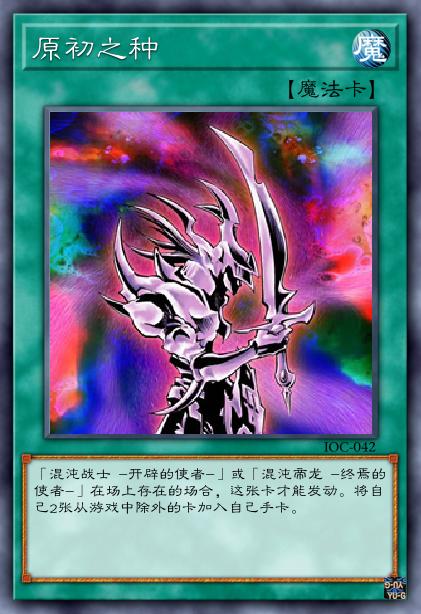 原初之种
魔
【魔法卡】
IOC-042
「混沌战士 -开辟的使者-」或「混沌帝龙 -终焉的
使者-」在场上存在的场合，这张卡才能发动。将自
己2张从游戏中除外的卡加入自己手卡。